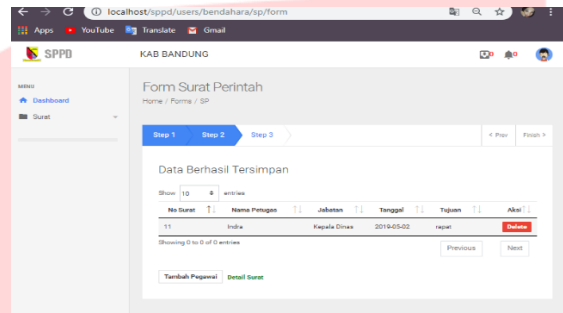 localhost/sppd/users/bendahara/sp/form
Apps YouTube Translate Gmail
SPPD KAB BANDUNG
MENU
Dashboard
Surat
Form Surat Perintah
Home / Forms / SP
Step 1 Step 2 Step 3 < Prev Finish >
Data Berhasil Tersimpan
Show 10 entries
No Surat Nama Petugas Jabatan Tanggal Tujuan Aksi
11 Indra Kepala Dinas 2019-05-02 rapat Delete
Showing 0 to 0 of 0 entries
Previous Next
Tambah Pegawai Detail Surat